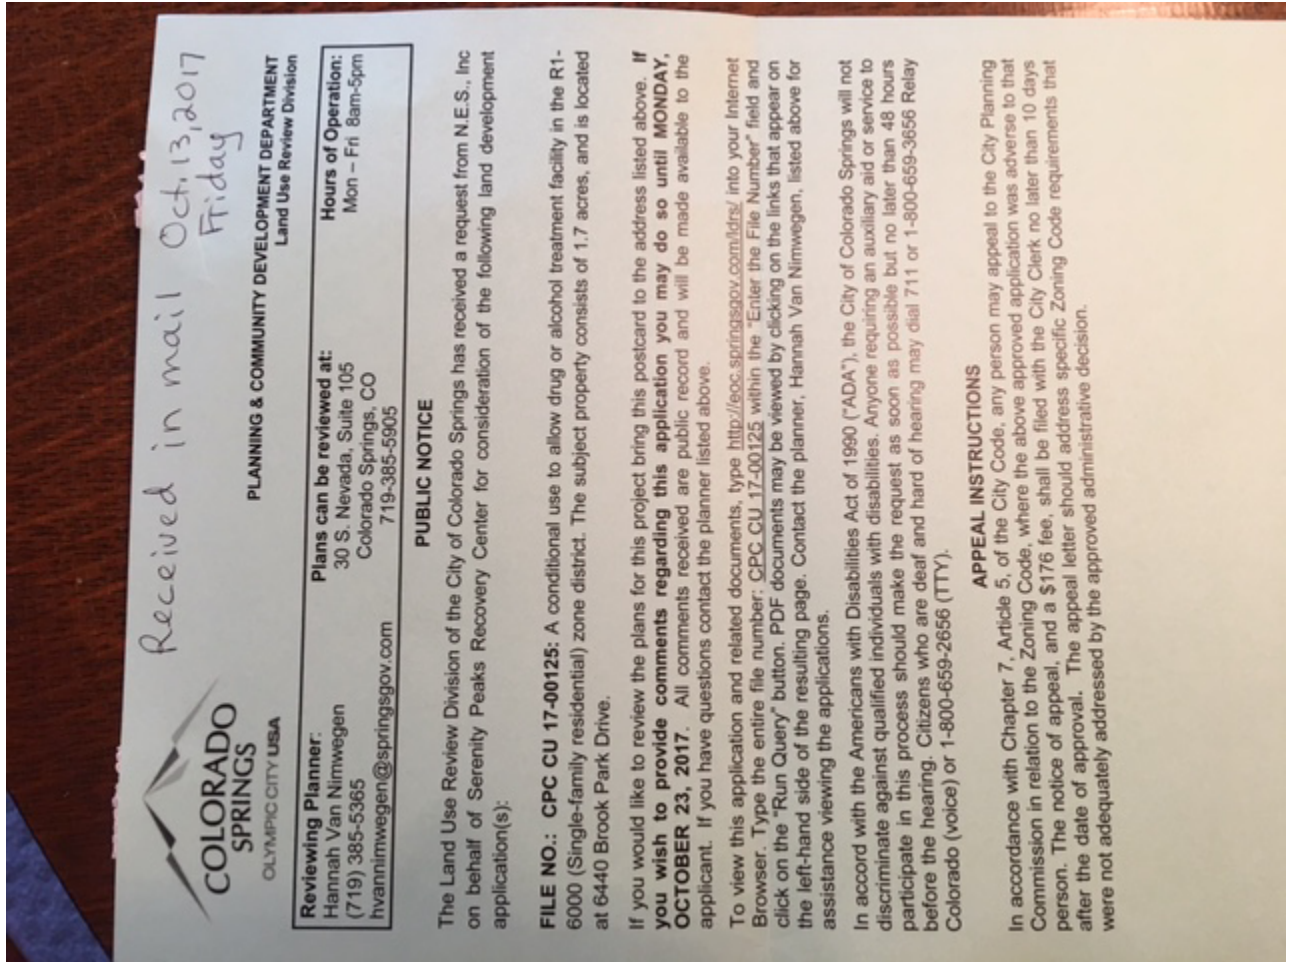 Received in mail Oct.13,2017
Friday
COLORADO
SPRINGS
OLYMPIC CITY USA
PLANNING & COMMUNITY DEVELOPMENT DEPARTMENT
Land Use Review Division
Reviewing Planner:
Hannah Van Nimwegen
(719) 385-5365
hvannimwegen@springsgov.com
Plans can be reviewed at:
30 S. Nevada, Suite 105
Colorado Springs, CO
719-385-5905
Hours of Operation:
Mon – Fri 8am-5pm
PUBLIC NOTICE
The Land Use Review Division of the City of Colorado Springs has received a request from N.E.S., Inc
on behalf of Serenity Peaks Recovery Center for consideration of the following land development
application(s):
FILE NO.: CPC CU 17-00125: A conditional use to allow drug or alcohol treatment facility in the R1-
6000 (Single-family residential) zone district. The subject property consists of 1.7 acres, and is located
at 6440 Brook Park Drive.
If you would like to review the plans for this project bring this postcard to the address listed above. If
you wish to provide comments regarding this application you may do so until MONDAY,
OCTOBER 23, 2017. All comments received are public record and will be made available to the
applicant. If you have questions contact the planner listed above.
To view this application and related documents, type http://eoc.springsgov.com/ldrs/ into your Internet
Browser. Type the entire file number: CPC CU 17-00125 within the "Enter the File Number" field and
click on the "Run Query" button. PDF documents may be viewed by clicking on the links that appear on
the left-hand side of the resulting page. Contact the planner, Hannah Van Nimwegen, listed above for
assistance viewing the applications.
In accord with the Americans with Disabilities Act of 1990 ("ADA"), the City of Colorado Springs will not
discriminate against qualified individuals with disabilities. Anyone requiring an auxiliary aid or service to
participate in this process should make the request as soon as possible but no later than 48 hours
before the hearing. Citizens who are deaf and hard of hearing may dial 711 or 1-800-659-3656 Relay
Colorado (voice) or 1-800-659-2656 (TTY).
APPEAL INSTRUCTIONS
In accordance with Chapter 7, Article 5, of the City Code, any person may appeal to the City Planning
Commission in relation to the Zoning Code, where the above approved application was adverse to that
person. The notice of appeal, and a $176 fee, shall be filed with the City Clerk no later than 10 days
after the date of approval. The appeal letter should address specific Zoning Code requirements that
were not adequately addressed by the approved administrative decision.